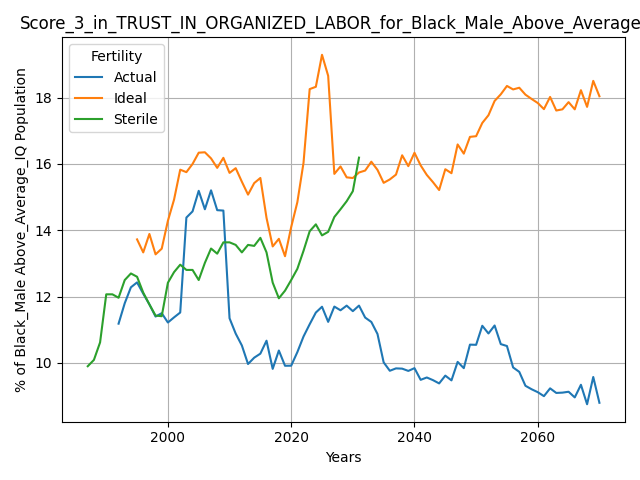 Score_3_in_TRUST_IN_ORGANIZED_LABOR_for_Black_Male_Above_Average
Fertility
Actual
Ideal
Sterile
% of Black_Male Above_Average_IQ Population
18
16
14
12
10
2000 2020 2040 2060
Years